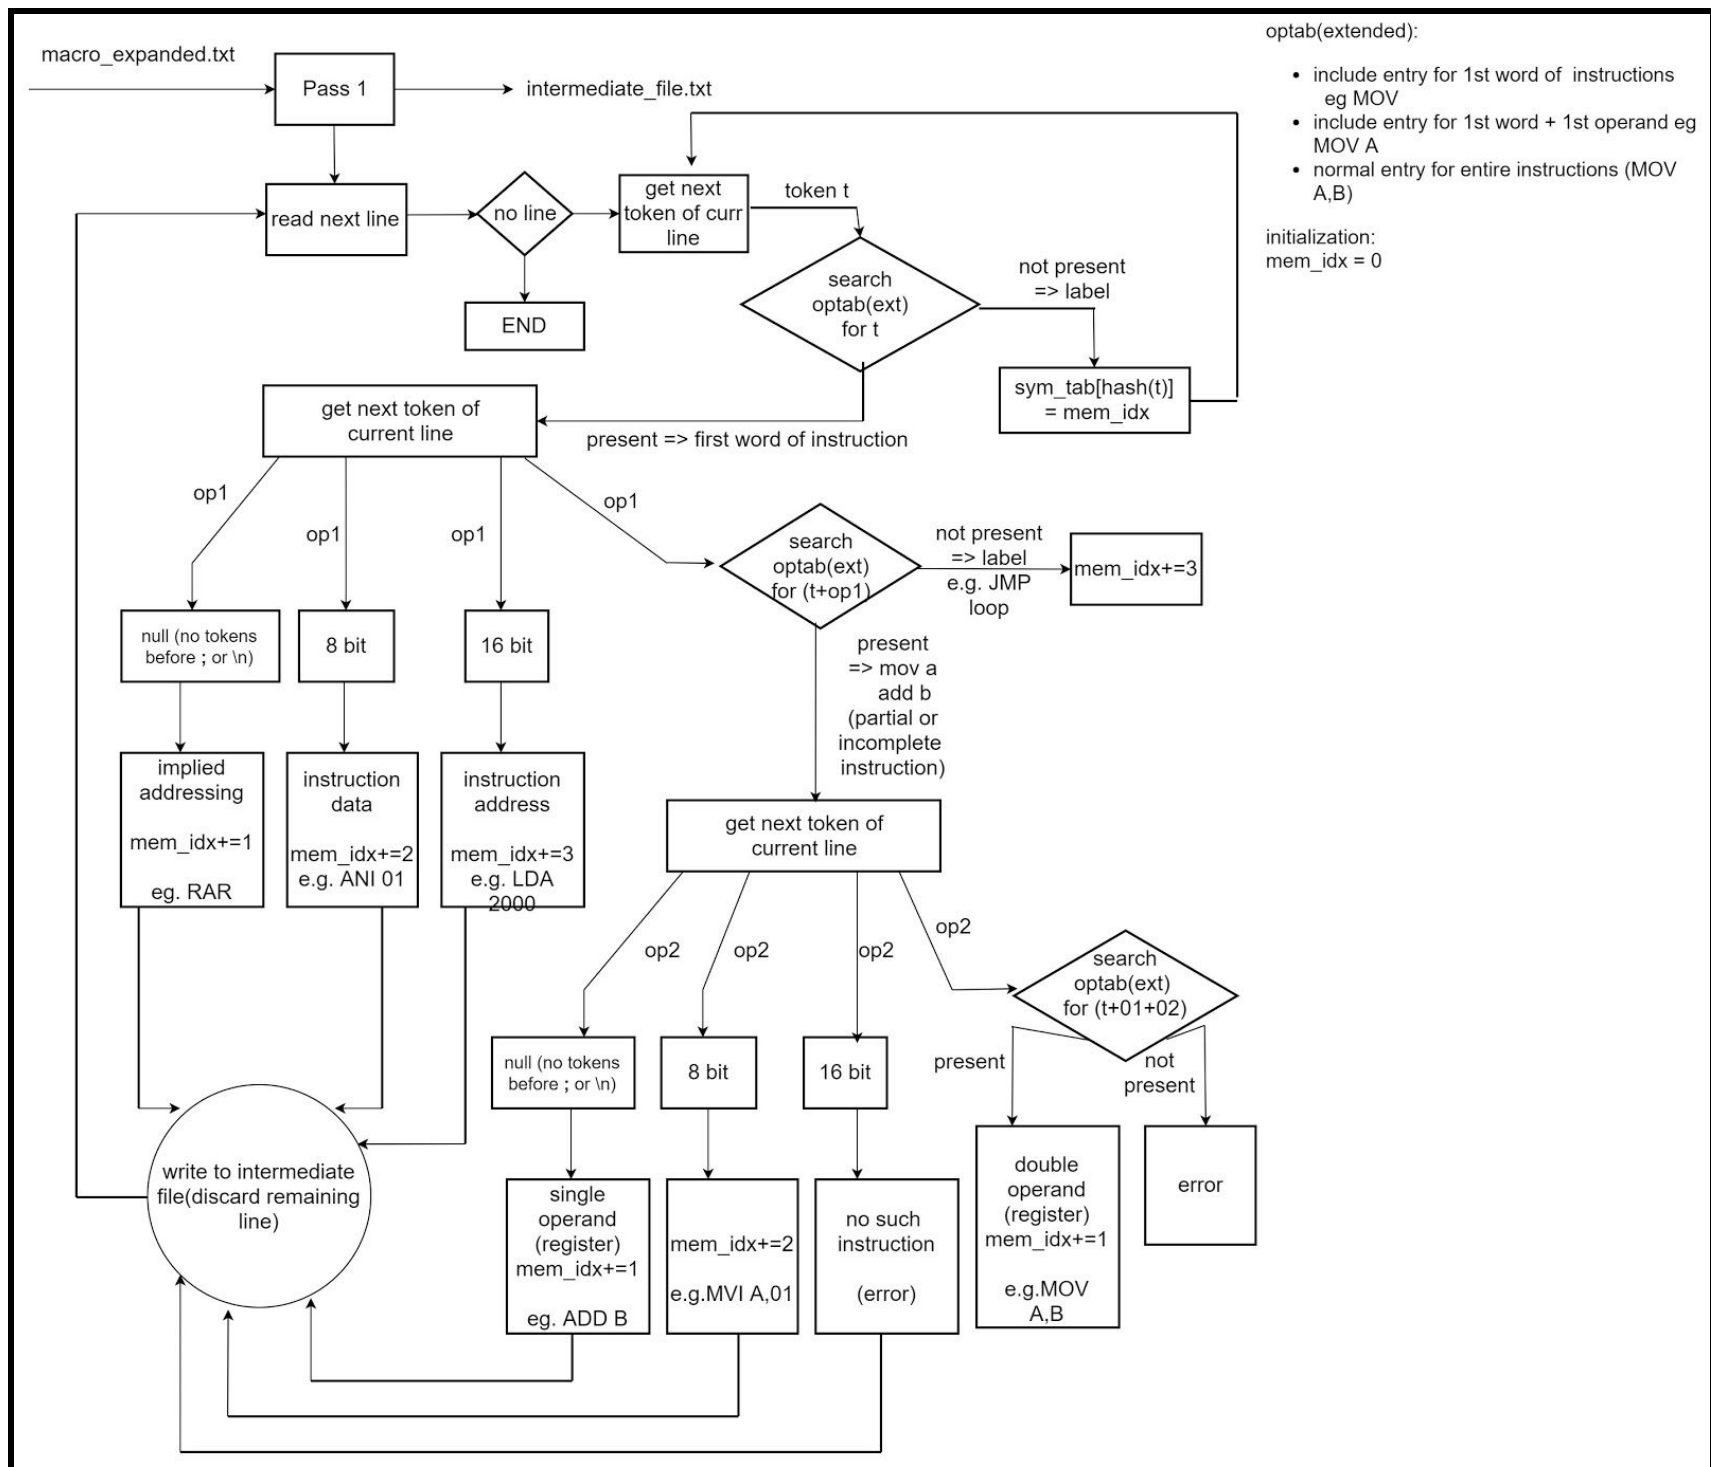 macro_expanded.txt
Pass 1
intermediate_file.txt
optab(extended):
• include entry for 1st word of instructions
eg MOV
• include entry for 1st word + 1st operand eg
MOV A
• normal entry for entire instructions (MOV
A,B)
initialization:
mem_idx = 0
read next line
no line
get next
token of curr
line
token t
END
search
optab(ext)
for t
not present
=> label
sym_tab[hash(t)]
= mem_idx
get next token of
current line
present => first word of instruction
op1
op1
op1
op1
search
optab(ext)
for (t+op1)
not present
=> label
e.g. JMP
loop
mem_idx+=3
null (no tokens
before ; or \n)
8 bit
16 bit
present
=> mov a
add b
(partial or
incomplete
instruction)
implied
addressing
mem_idx+=1
eg. RAR
instruction
data
mem_idx+=2
e.g. ANI 01
instruction
address
mem_idx+=3
e.g. LDA
2000
get next token of
current line
op2
op2
op2
op2
search
optab(ext)
for (t+01+02)
present
not
present
null (no tokens
before ; or \n)
8 bit
16 bit
write to intermediate
file(discard remaining
line)
single
operand
(register)
mem_idx+=1
eg. ADD B
mem_idx+=2
e.g.MVI A,01
no such
instruction
(error)
double
operand
(register)
mem_idx+=1
e.g.MOV
A,B
error